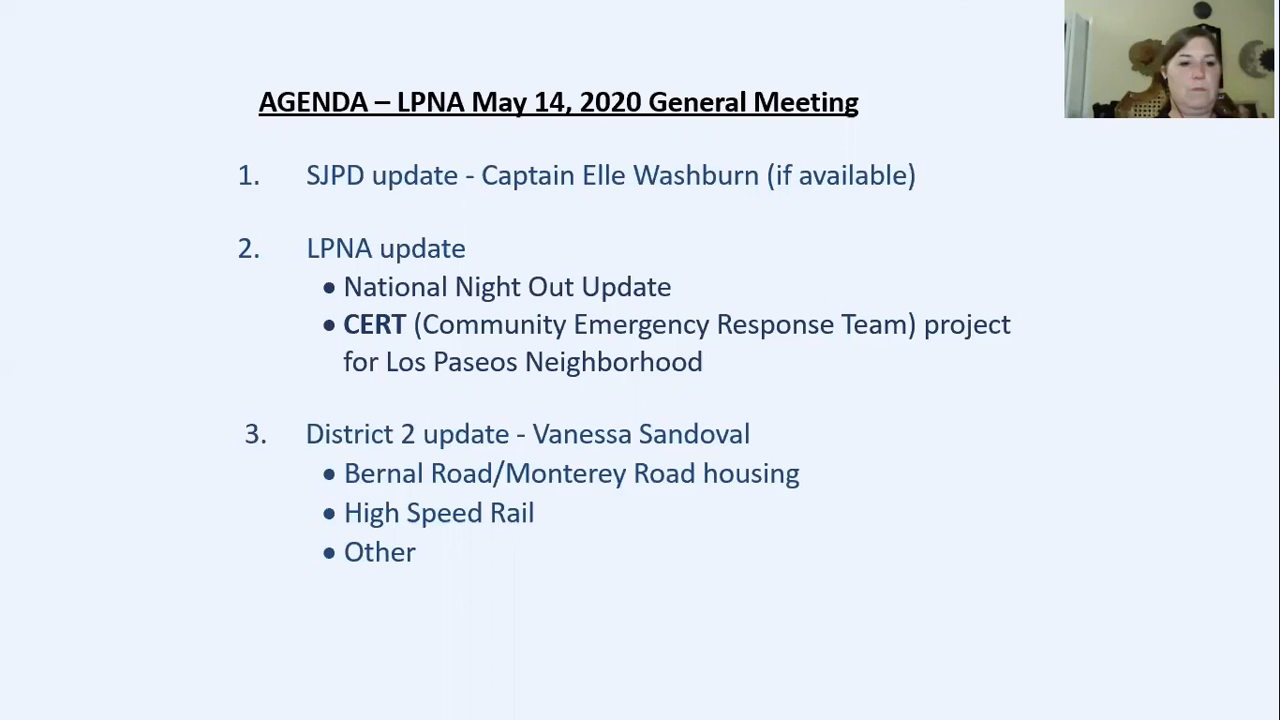 AGENDA – LPNA May 14, 2020 General Meeting
1. SJPD update - Captain Elle Washburn (if available)
2. LPNA update
• National Night Out Update
• CERT (Community Emergency Response Team) project
for Los Paseos Neighborhood
3. District 2 update - Vanessa Sandoval
• Bernal Road/Monterey Road housing
• High Speed Rail
• Other